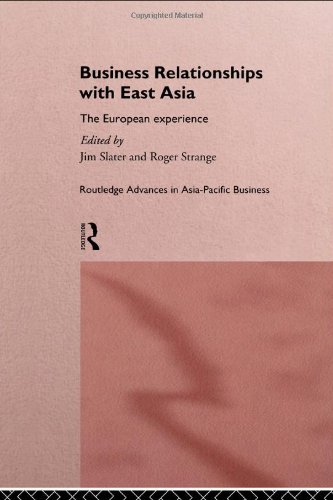 Copyrighted Material
Business Relationships
with East Asia
The European experience
Edited by
Jim Slater and Roger Strange
Routledge Advances in Asia-Pacific Business
ROUTLEDGE
R
Copyrighted Material